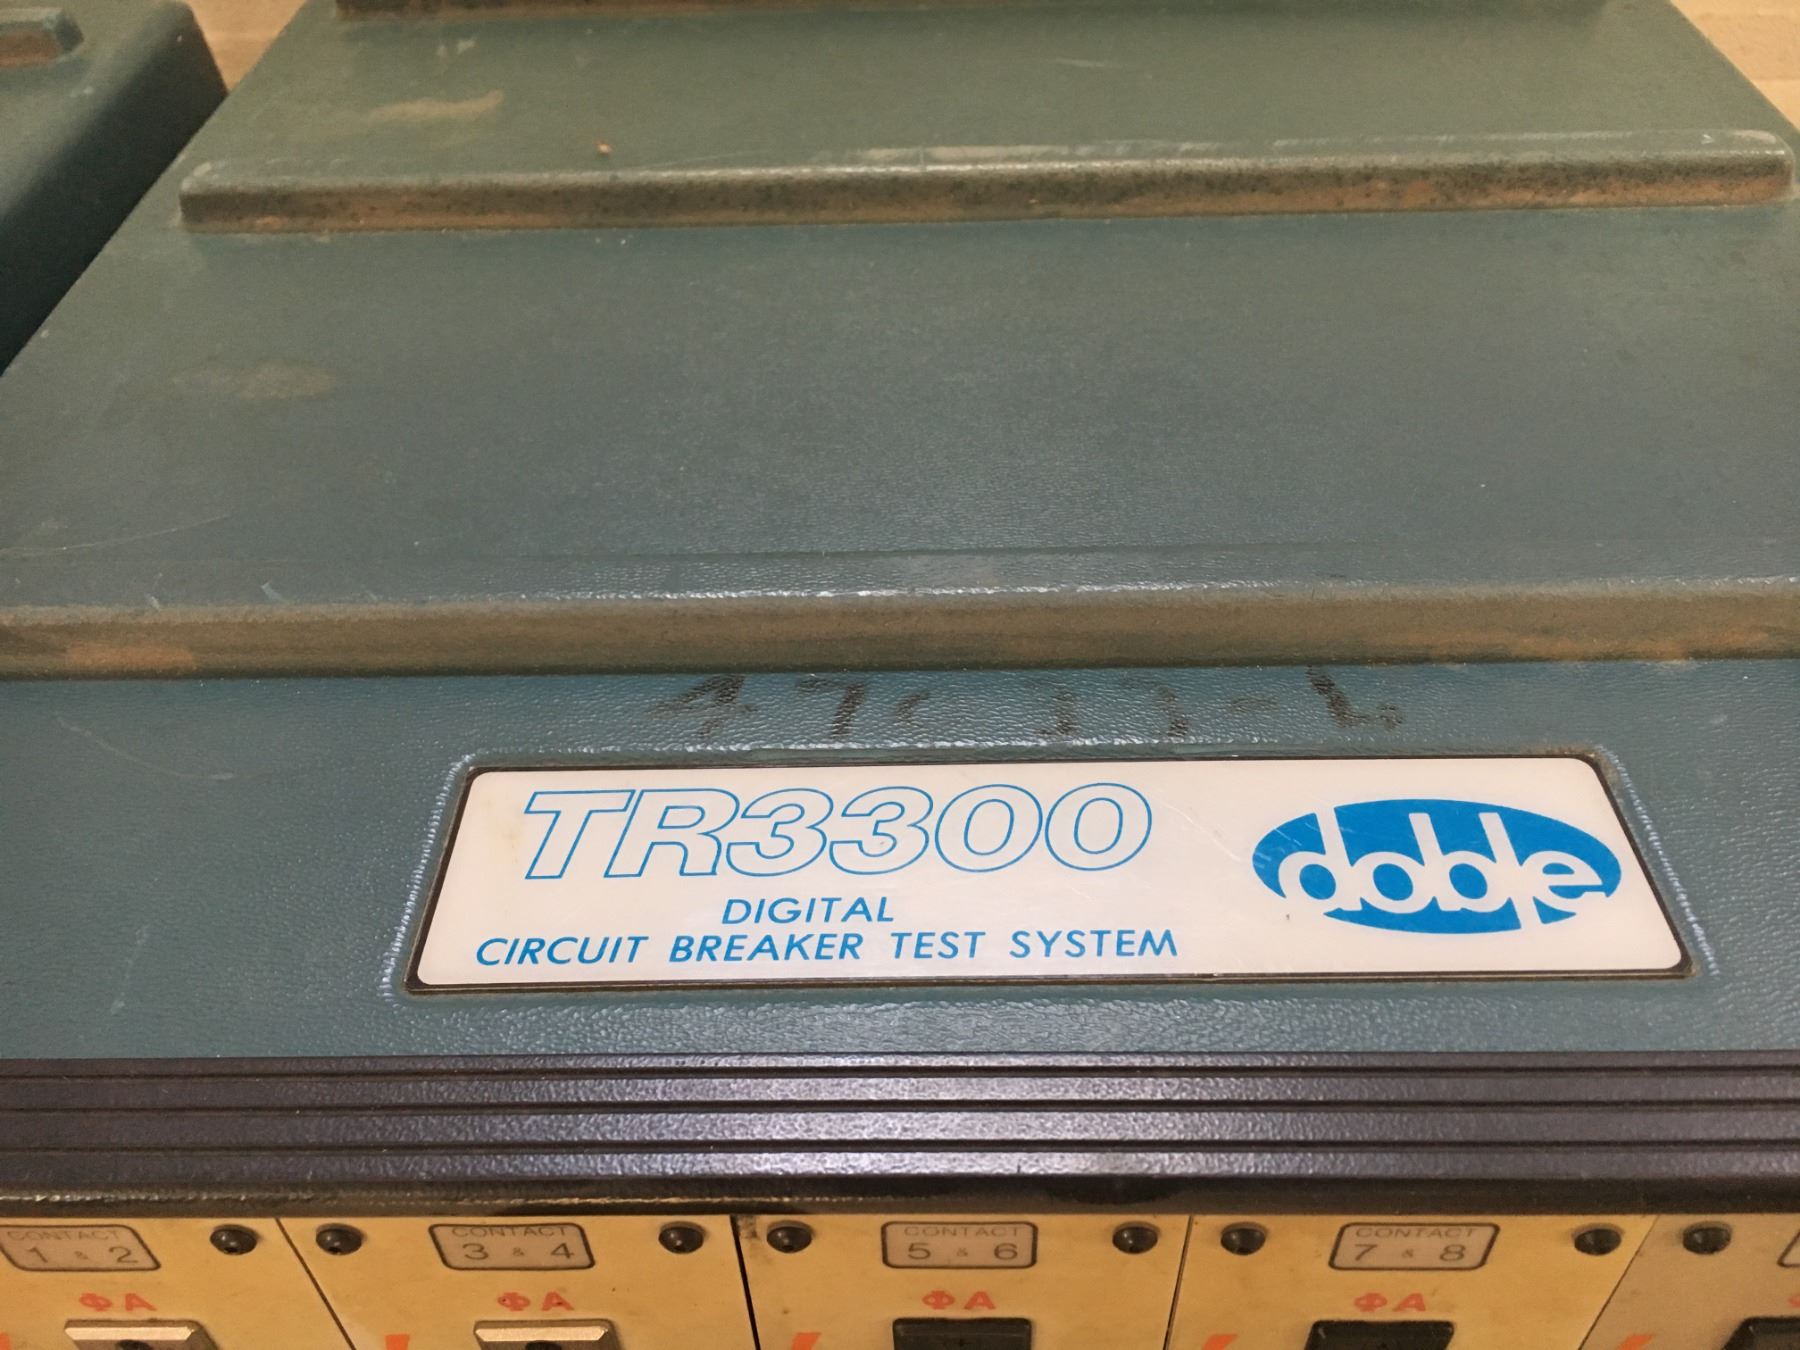 TR3300
DIGITAL
CIRCUIT BREAKER TEST SYSTEM
doble
CONTACT
1 & 2
ΦA
CONTACT
3 & 4
ΦA
CONTACT
5 & 6
ΦA
CONTACT
7 & 8
ΦA